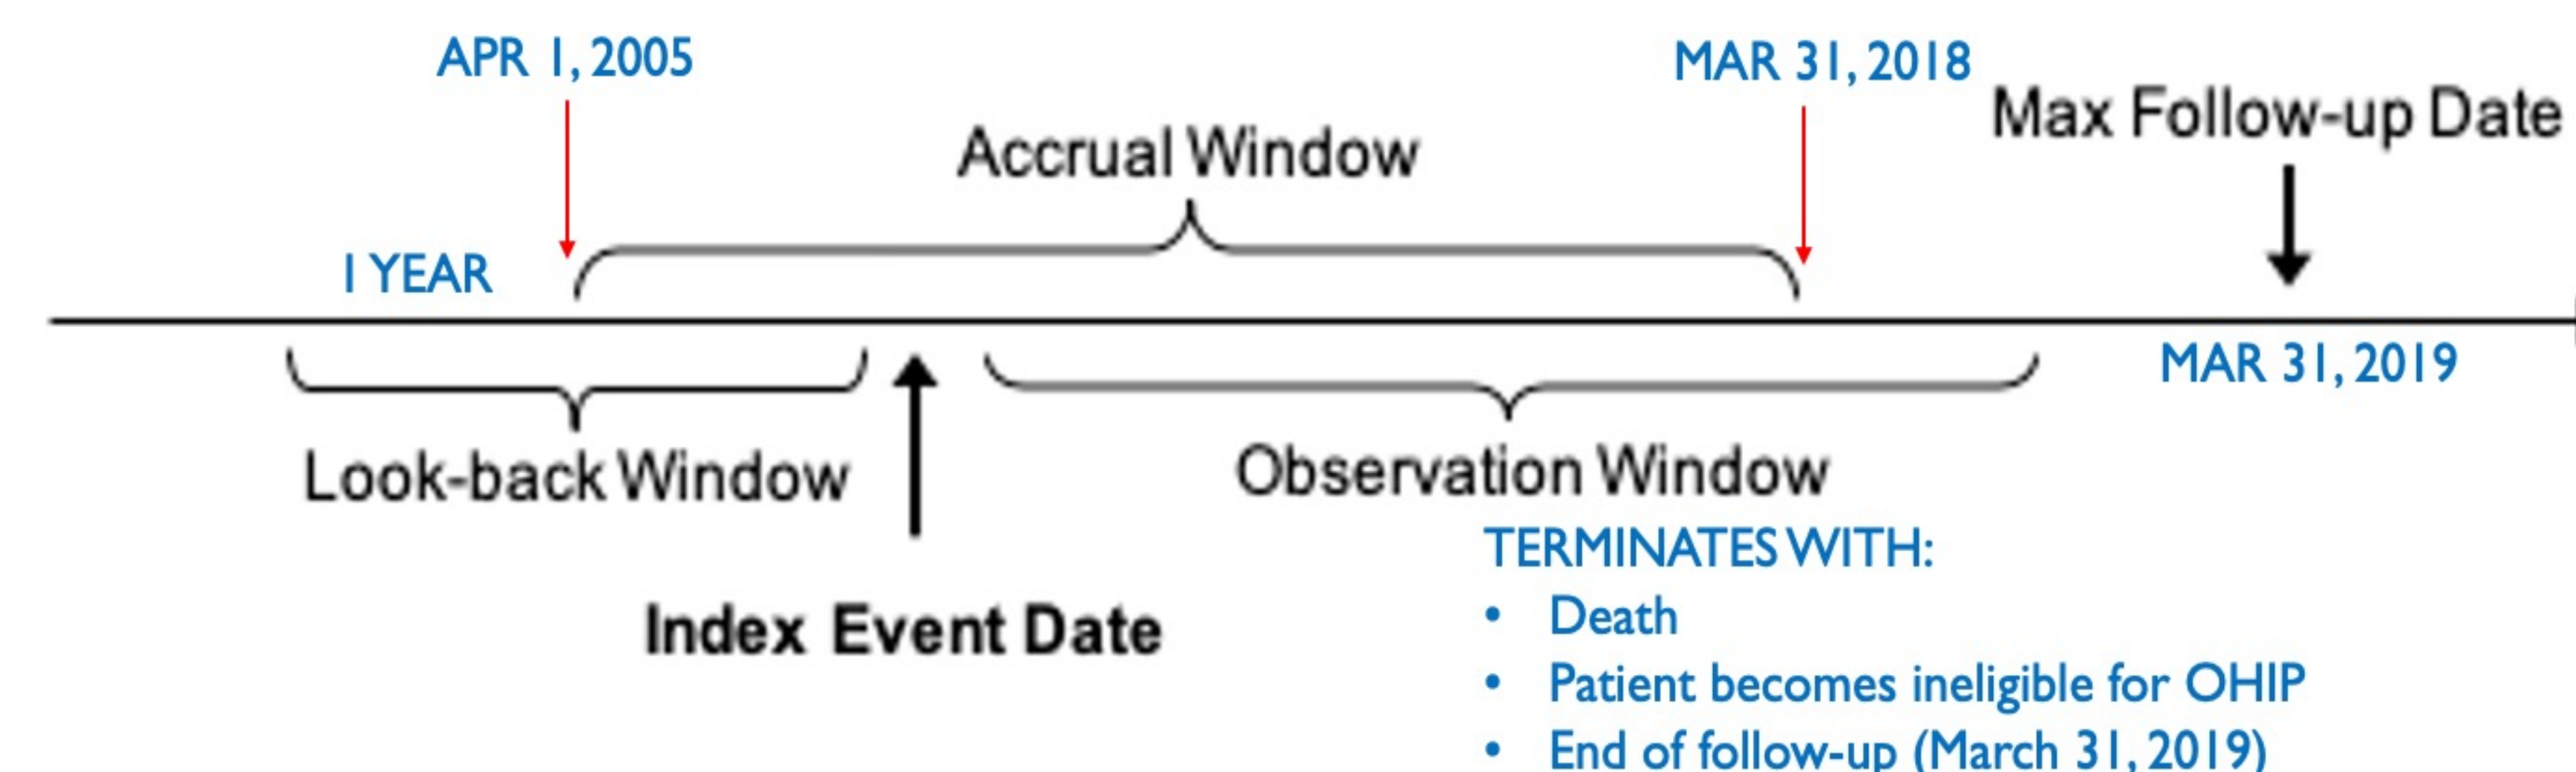 APR 1, 2005
MAR 31, 2018
Max Follow-up Date
Accrual Window
1 YEAR
MAR 31, 2019
Look-back Window
Observation Window
Index Event Date
TERMINATES WITH:
• Death
• Patient becomes ineligible for OHIP
• End of follow-up (March 31, 2019)